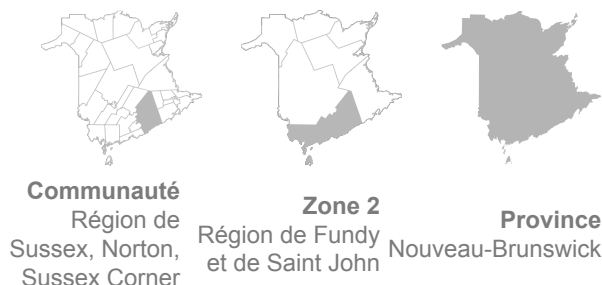 Communauté
Région de
Sussex, Norton,
Sussex Corner
Zone 2
Région de Fundy
et de Saint John
Province
Nouveau-Brunswick